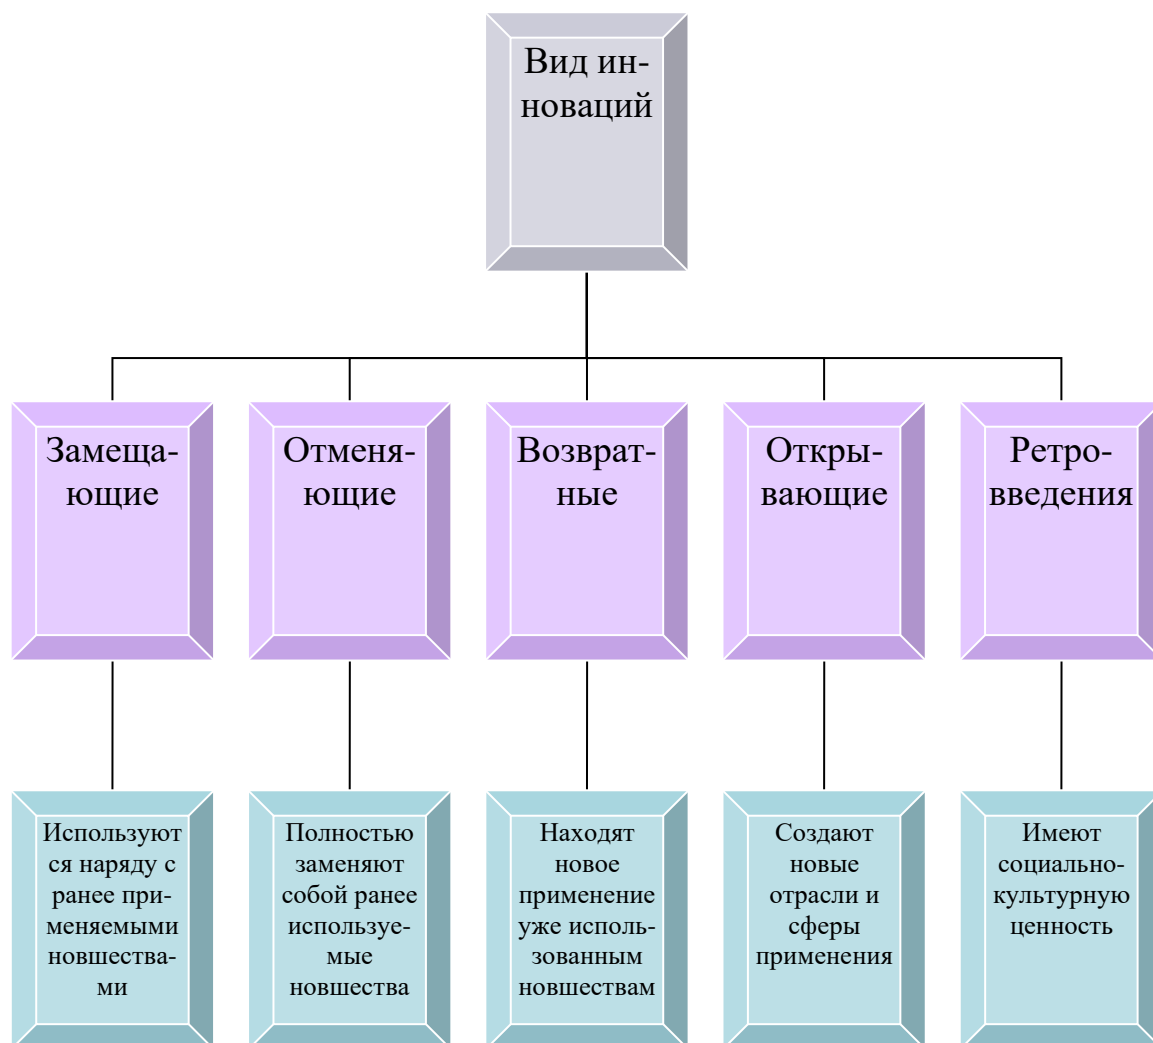 Вид ин-
новаций
Замеща-
ющие
Отменя-
ющие
Возврат-
ные
Откры-
вающие
Ретро-
введения
Используют
ся наряду с
ранее при-
меняемыми
новшества-
ми
Полностью
заменяют
собой ранее
используе-
мые
новшества
Находят
новое
применение
уже исполь-
зованным
новшествам
Создают
новые
отрасли и
сферы
применения
Имеют
социально-
культурную
ценность